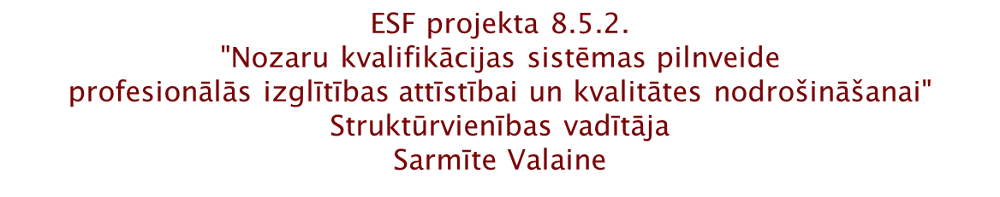 ESF projekta 8.5.2.
"Nozaru kvalifikācijas sistēmas pilnveide
profesionālās izglītības attīstībai un kvalitātes nodrošināšanai"
Struktūrvienības vadītāja
Sarmīte Valaine